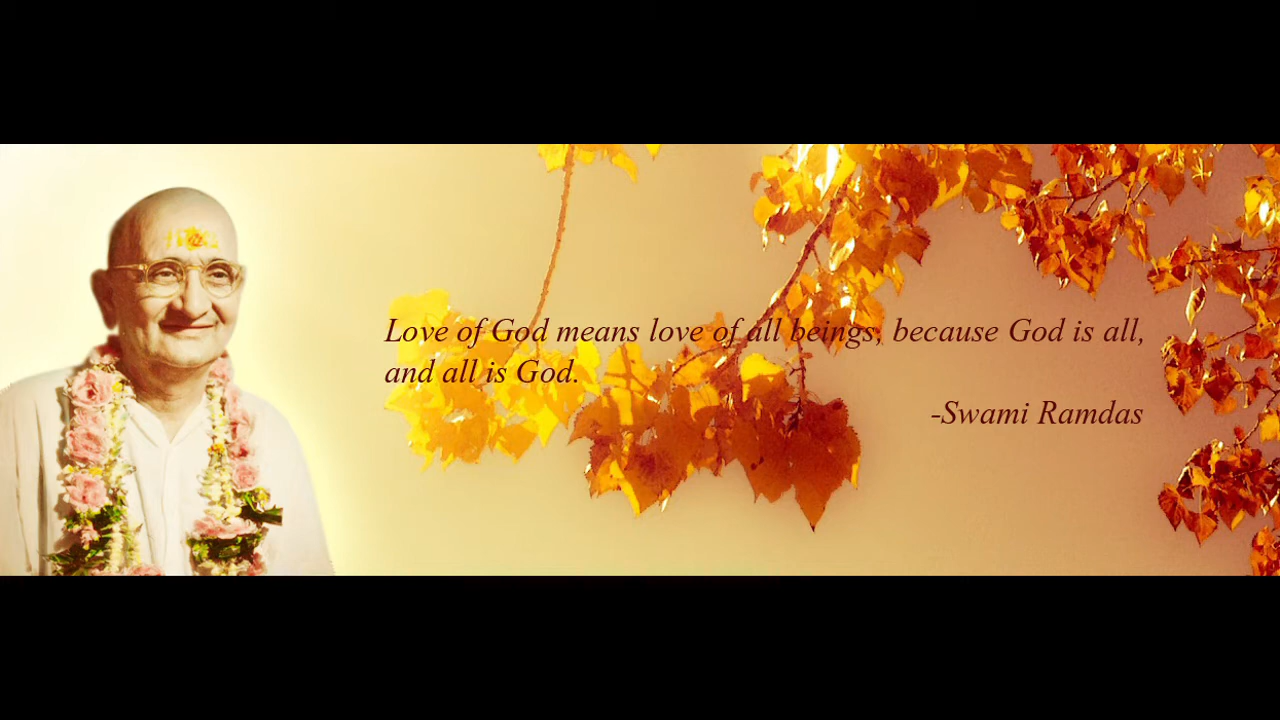 Love of God means love of all beings, because God is all,
and all is God.
-Swami Ramdas